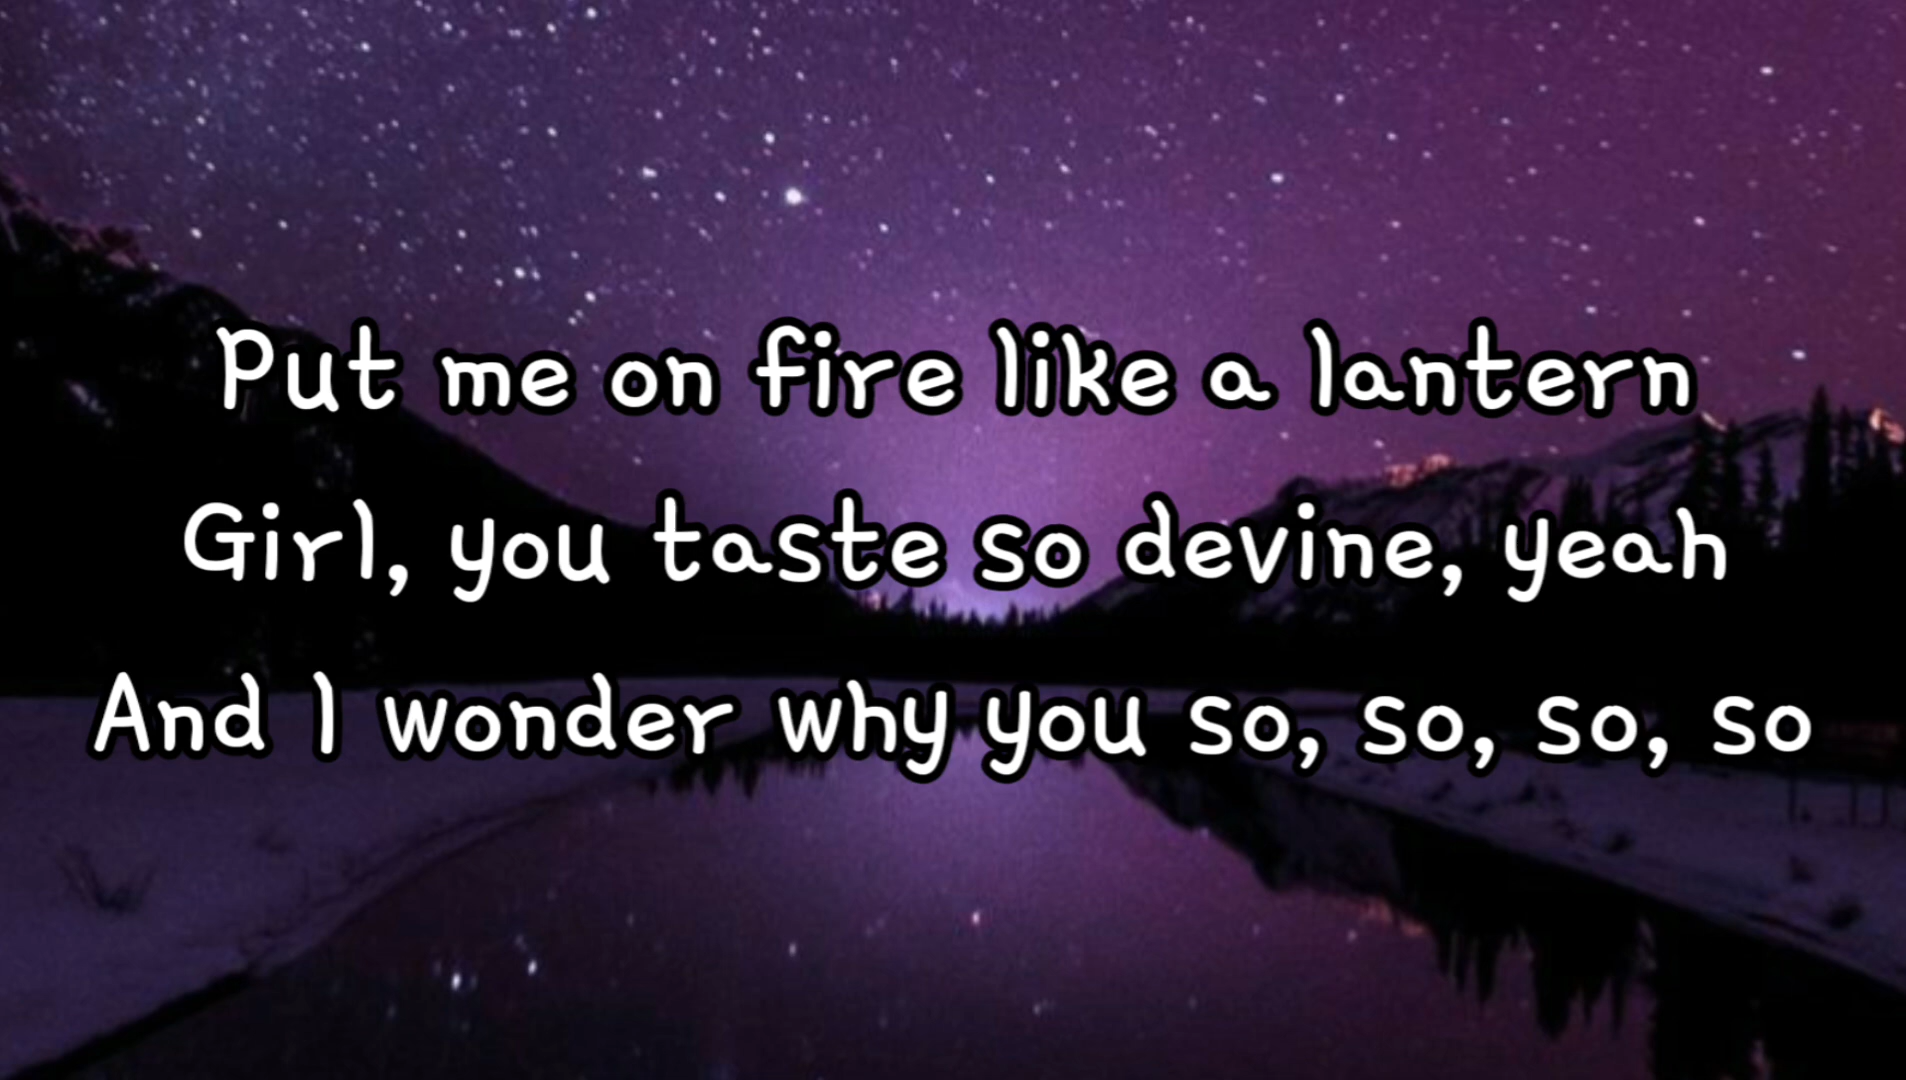 Put me on fire like a lantern
Girl, you taste so devine, yeah
And I wonder why you so, so, so, so